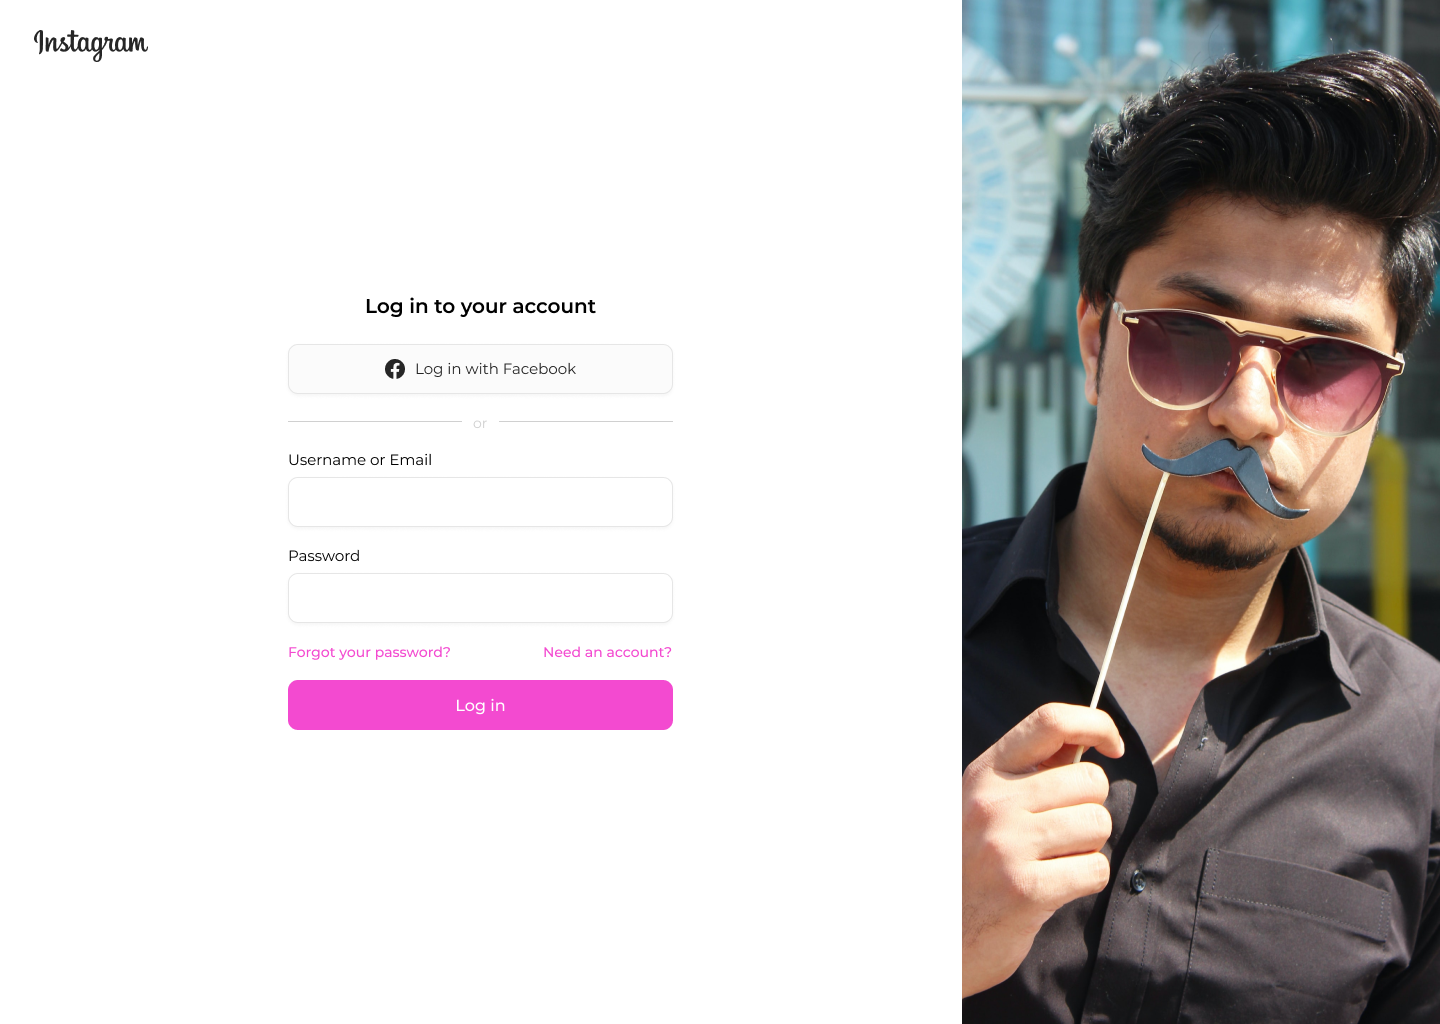 Instagram
Log in to your account
Log in with Facebook
or
Username or Email
Password
Forgot your password?
Need an account?
Log in